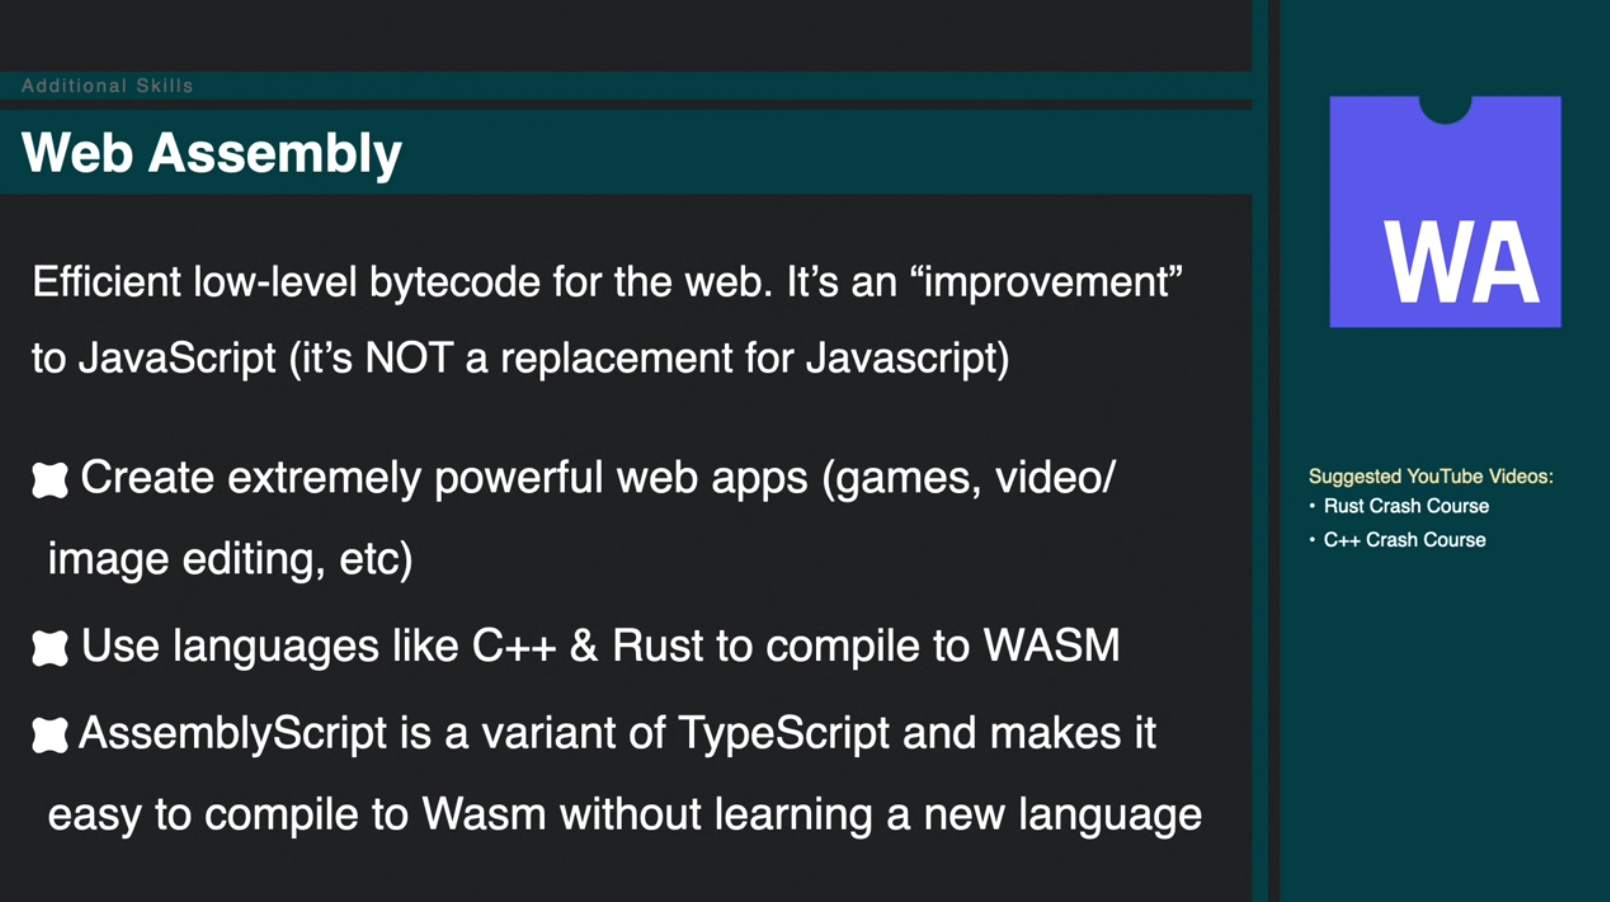 Additional Skills
Web Assembly
Efficient low-level bytecode for the web. It’s an “improvement”
to JavaScript (it’s NOT a replacement for Javascript)
Create extremely powerful web apps (games, video/
image editing, etc)
Use languages like C++ & Rust to compile to WASM
AssemblyScript is a variant of TypeScript and makes it
easy to compile to Wasm without learning a new language
WA
Suggested YouTube Videos:
• Rust Crash Course
• C++ Crash Course